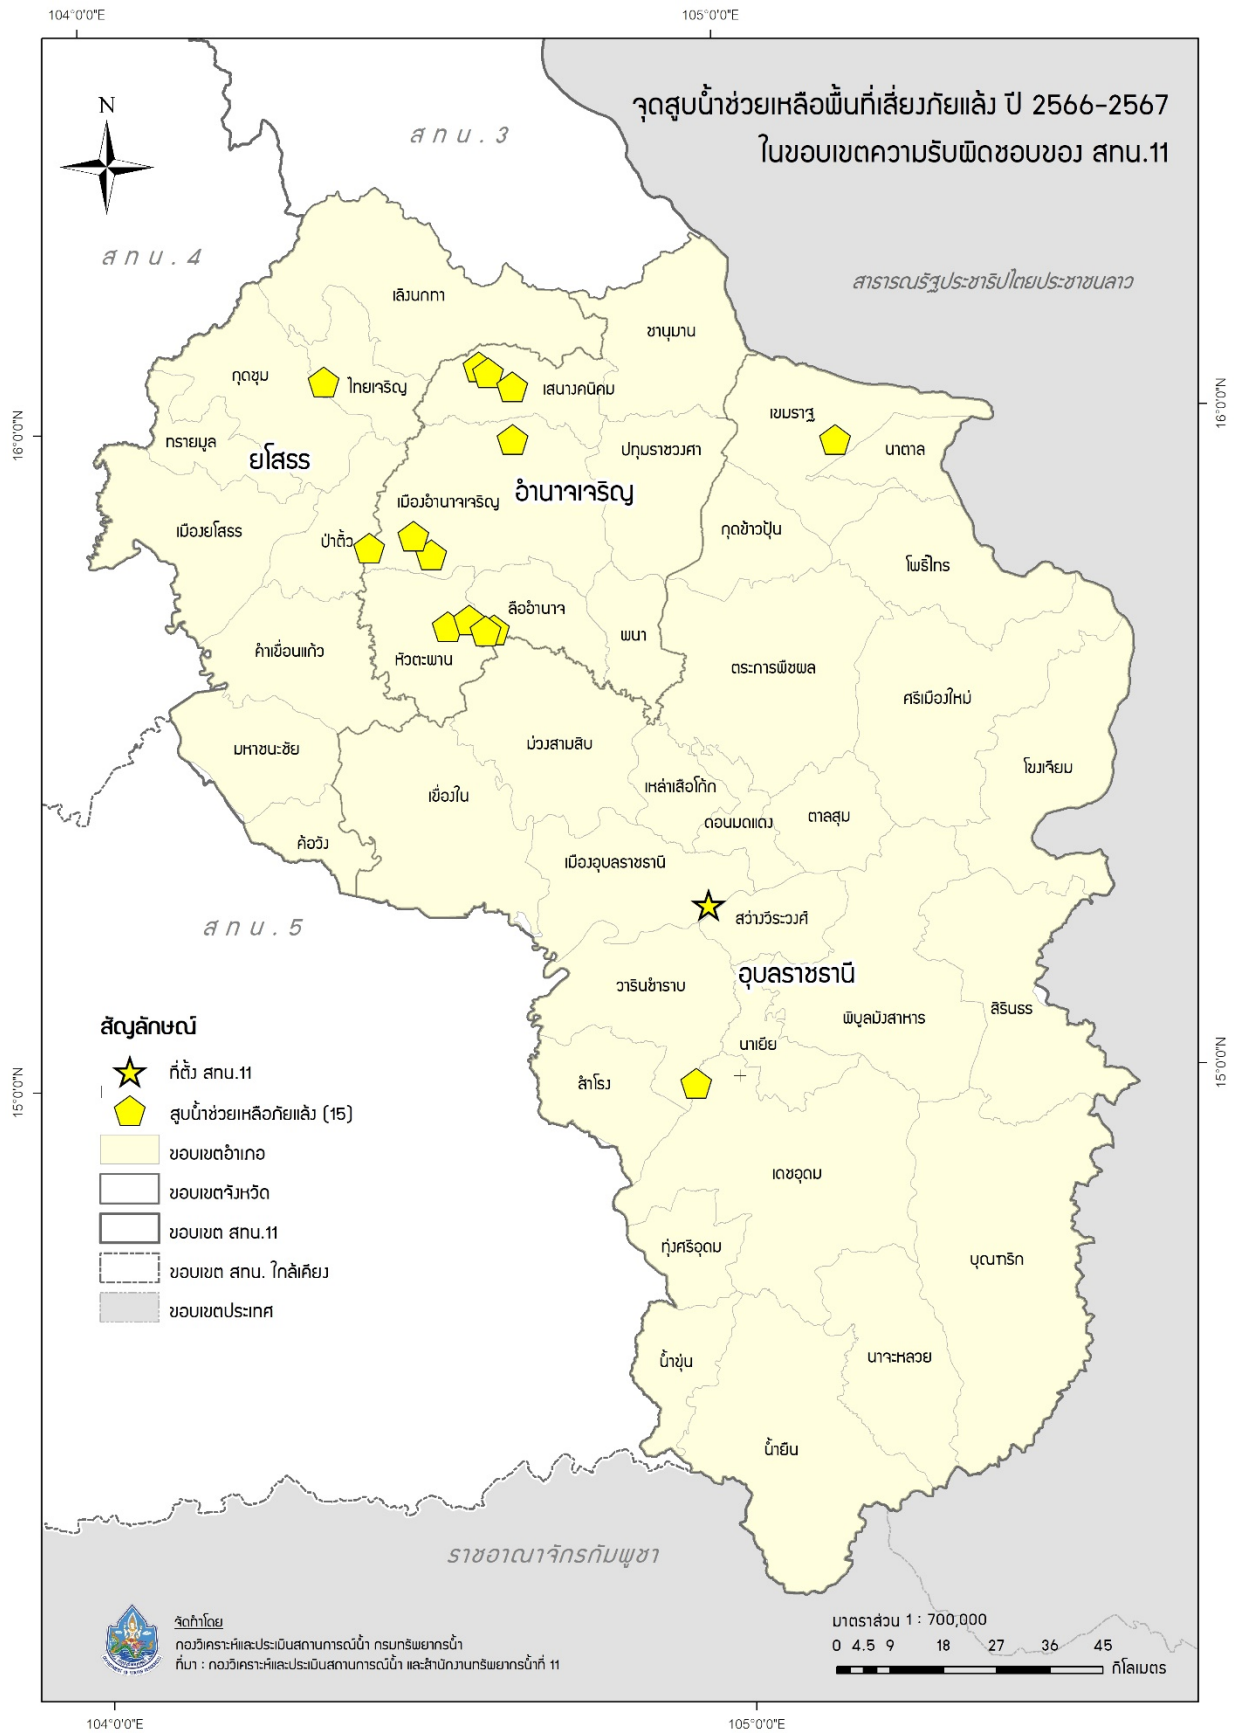 104°0'0"E
105°0'0"E
N
จุดสูบน้ำช่วยเหลือพื้นที่เสี่ยงภัยแล้ง ปี 2566-2567
ในขอบเขตความรับผิดชอบของ สทน.11
สทน.3
สทน.4
สาธารณรัฐประชาธิปไตยประชาชนลาว
เลิงนกทา
ชานุมาน
กุดชุม
ไทยเจริญ
เสนางคนิคม
เขมราฐ
16°0'0"N
16°0'0"N
ทรายมูล
ยโสธร
ปทุมราชวงศา
นาตาล
อำนาจเจริญ
เมืองอำนาจเจริญ
เมืองยโสธร
ป่าติ้ว
กุดข้าวปุ้น
โพธิ์ไทร
ลืออำนาจ
พนา
คำเขื่อนแก้ว
หัวตะพาน
ตระการพืชผล
ศรีเมืองใหม่
มหาชนะชัย
ม่วงสามสิบ
เขื่องใน
เหล่าเสือโก้ก
โขงเจียม
ดอนมดแดง
ตาลสุม
ค้อวัง
เมืองอุบลราชธานี
สทน.5
สว่างวีระวงศ์
วารินชำราบ
อุบลราชธานี
พิบูลมังสาหาร
สิรินธร
นาเยีย
สำโรง
15°0'0"N
15°0'0"N
สัญลักษณ์
ที่ตั้ง สทน.11
สูบน้ำช่วยเหลือภัยแล้ง (15)
ขอบเขตอำเภอ
ขอบเขตจังหวัด
ขอบเขต สทน.11
ขอบเขต สทน. ใกล้เคียง
ขอบเขตประเทศ
เดชอุดม
ทุ่งศรีอุดม
บุณฑริก
น้ำขุ่น
นาจะหลวย
น้ำยืน
ราชอาณาจักรกัมพูชา
จัดทำโดย
กองวิเคราะห์และประเมินสถานการณ์น้ำ กรมทรัพยากรน้ำ
ที่มา : กองวิเคราะห์และประเมินสถานการณ์น้ำ และสำนักงานทรัพยากรน้ำที่ 11
มาตราส่วน 1 : 700,000
0 4.5 9 18 27 36 45
กิโลเมตร
104°0'0"E
105°0'0"E